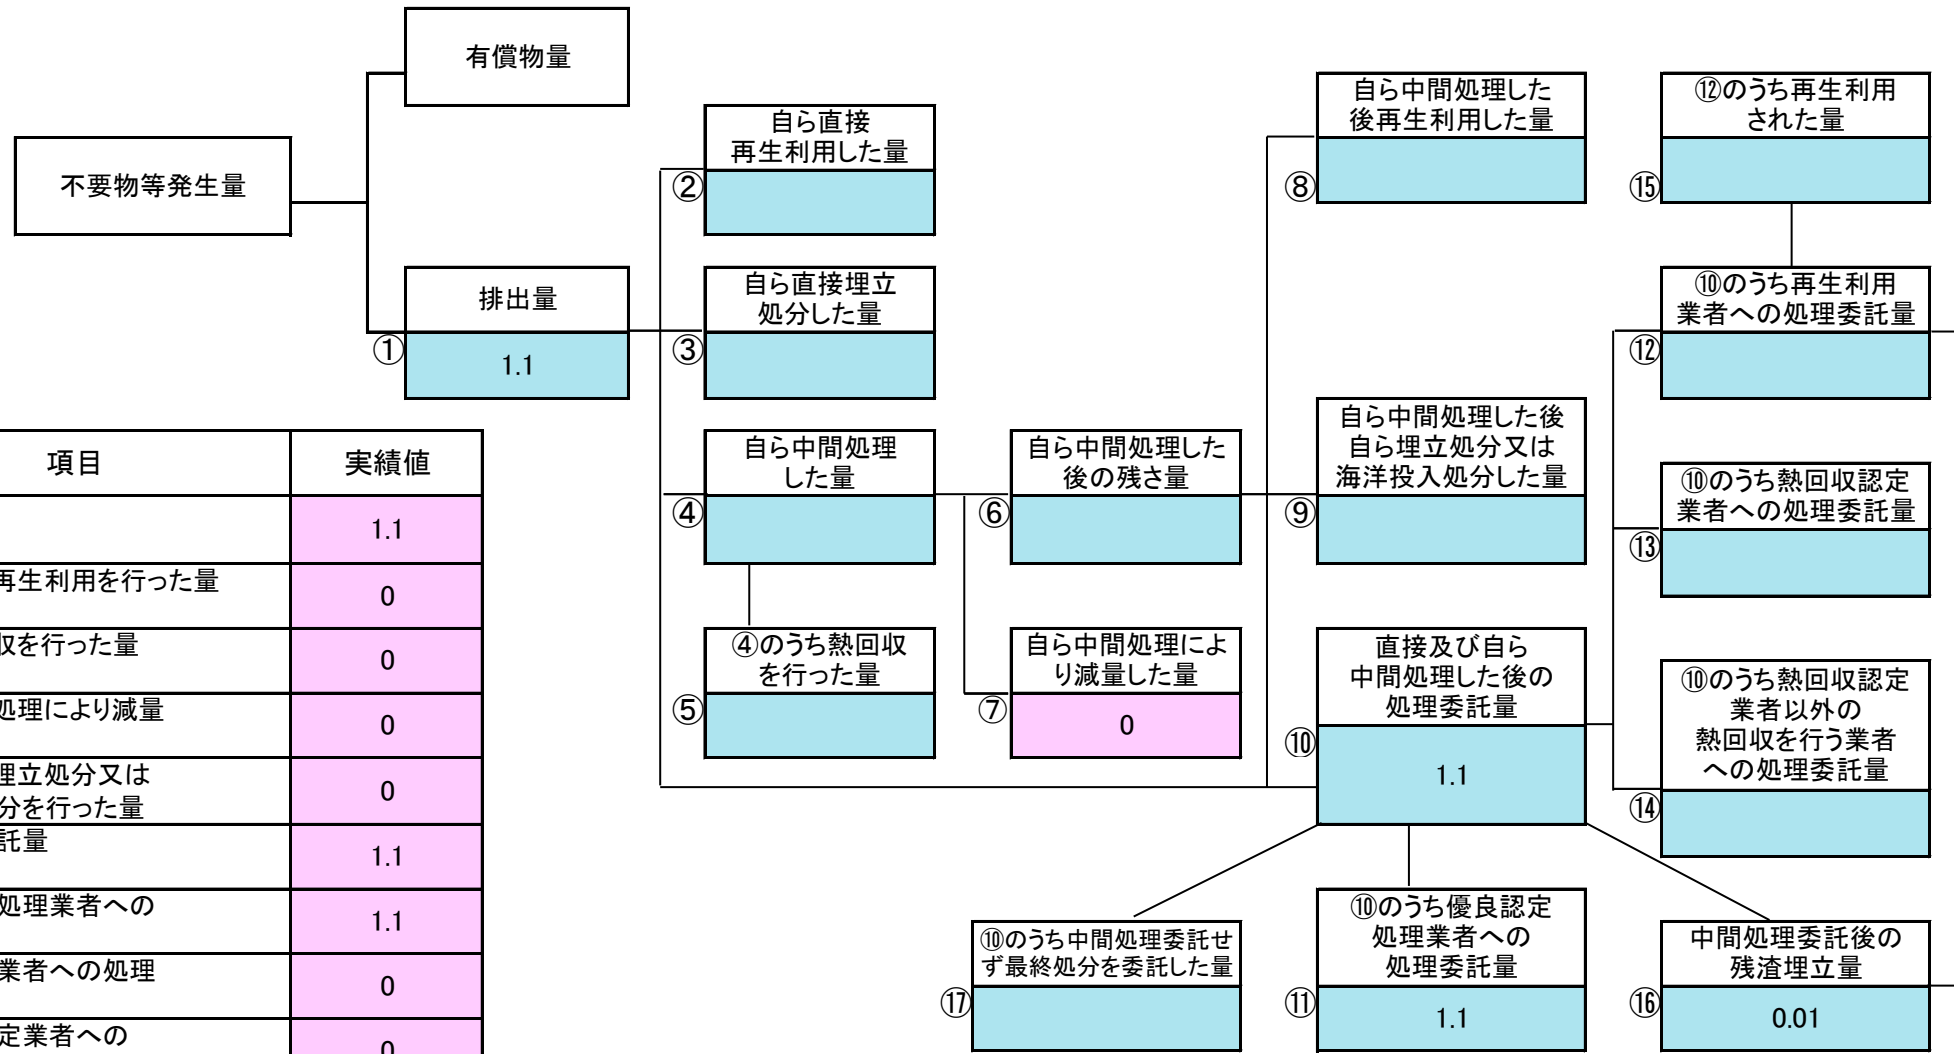 有償物量
不要物等発生量
排出量
①
1.1
自ら直接
再生利用した量
②
自ら直接埋立
処分した量
③
自ら中間処理
した量
④
④のうち熱回収
を行った量
⑤
自ら中間処理した
後の残さ量
⑥
自ら中間処理によ
り減量した量
⑦
0
自ら中間処理した
後再生利用した量
⑧
自ら中間処理した後
自ら埋立処分又は
海洋投入処分した量
⑨
直接及び自ら
中間処理した後の
処理委託量
⑩
1.1
⑫のうち再生利用
された量
⑮
⑩のうち再生利用
業者への処理委託量
⑫
⑩のうち熱回収認定
業者への処理委託量
⑬
⑩のうち熱回収認定
業者以外の
熱回収を行う業者
への処理委託量
⑭
⑩のうち中間処理委託せ
ず最終処分を委託した量
⑰
⑩のうち優良認定
処理業者への
処理委託量
⑪
1.1
中間処理委託後の
残渣埋立量
⑯
0.01
項目
実績値
1.1
再生利用を行った量
0
収を行った量
0
処理により減量
0
埋立処分又は
分を行った量
0
託量
1.1
処理業者への
1.1
業者への処理
0
定業者への
0